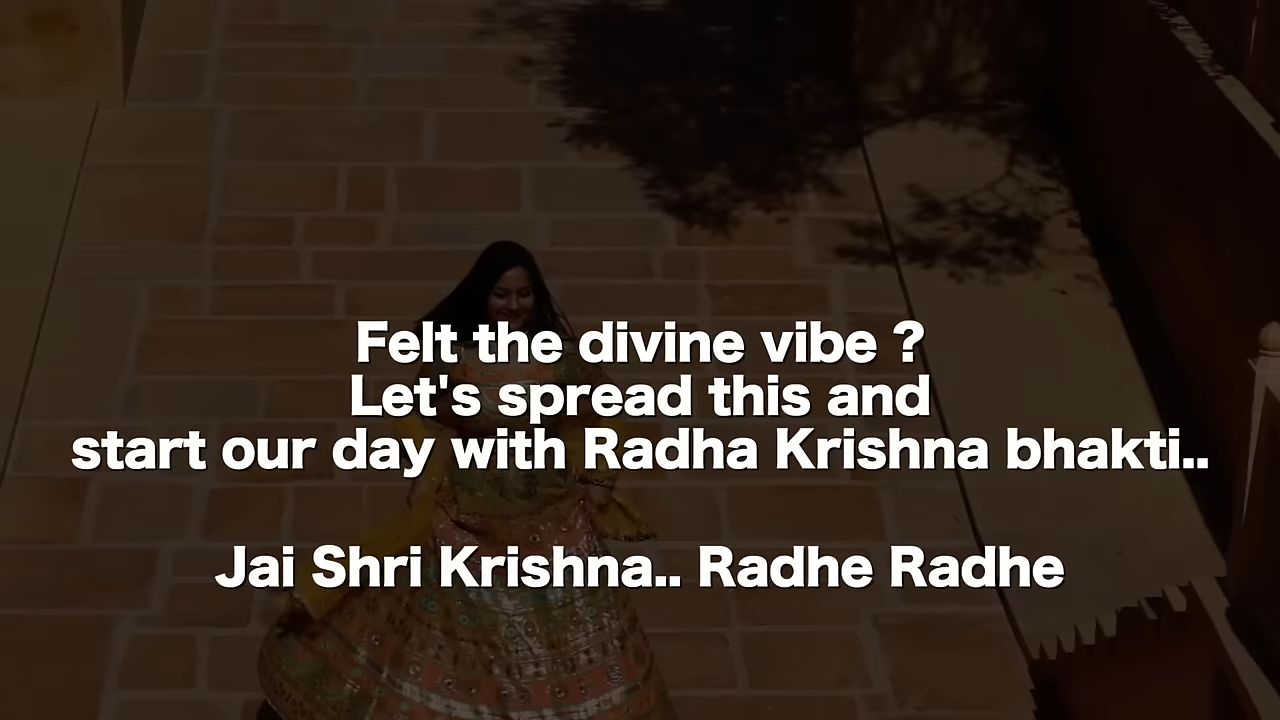 Felt the divine vibe ?
Let's spread this and
start our day with Radha Krishna bhakti..
Jai Shri Krishna.. Radhe Radhe